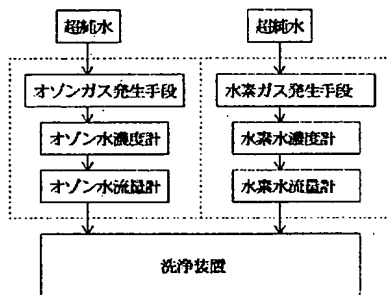 超純水
超純水
オゾンガス発生手段
水素ガス発生手段
オゾン水濃度計
水素水濃度計
オゾン水流量計
水素水流量計
洗浄装置